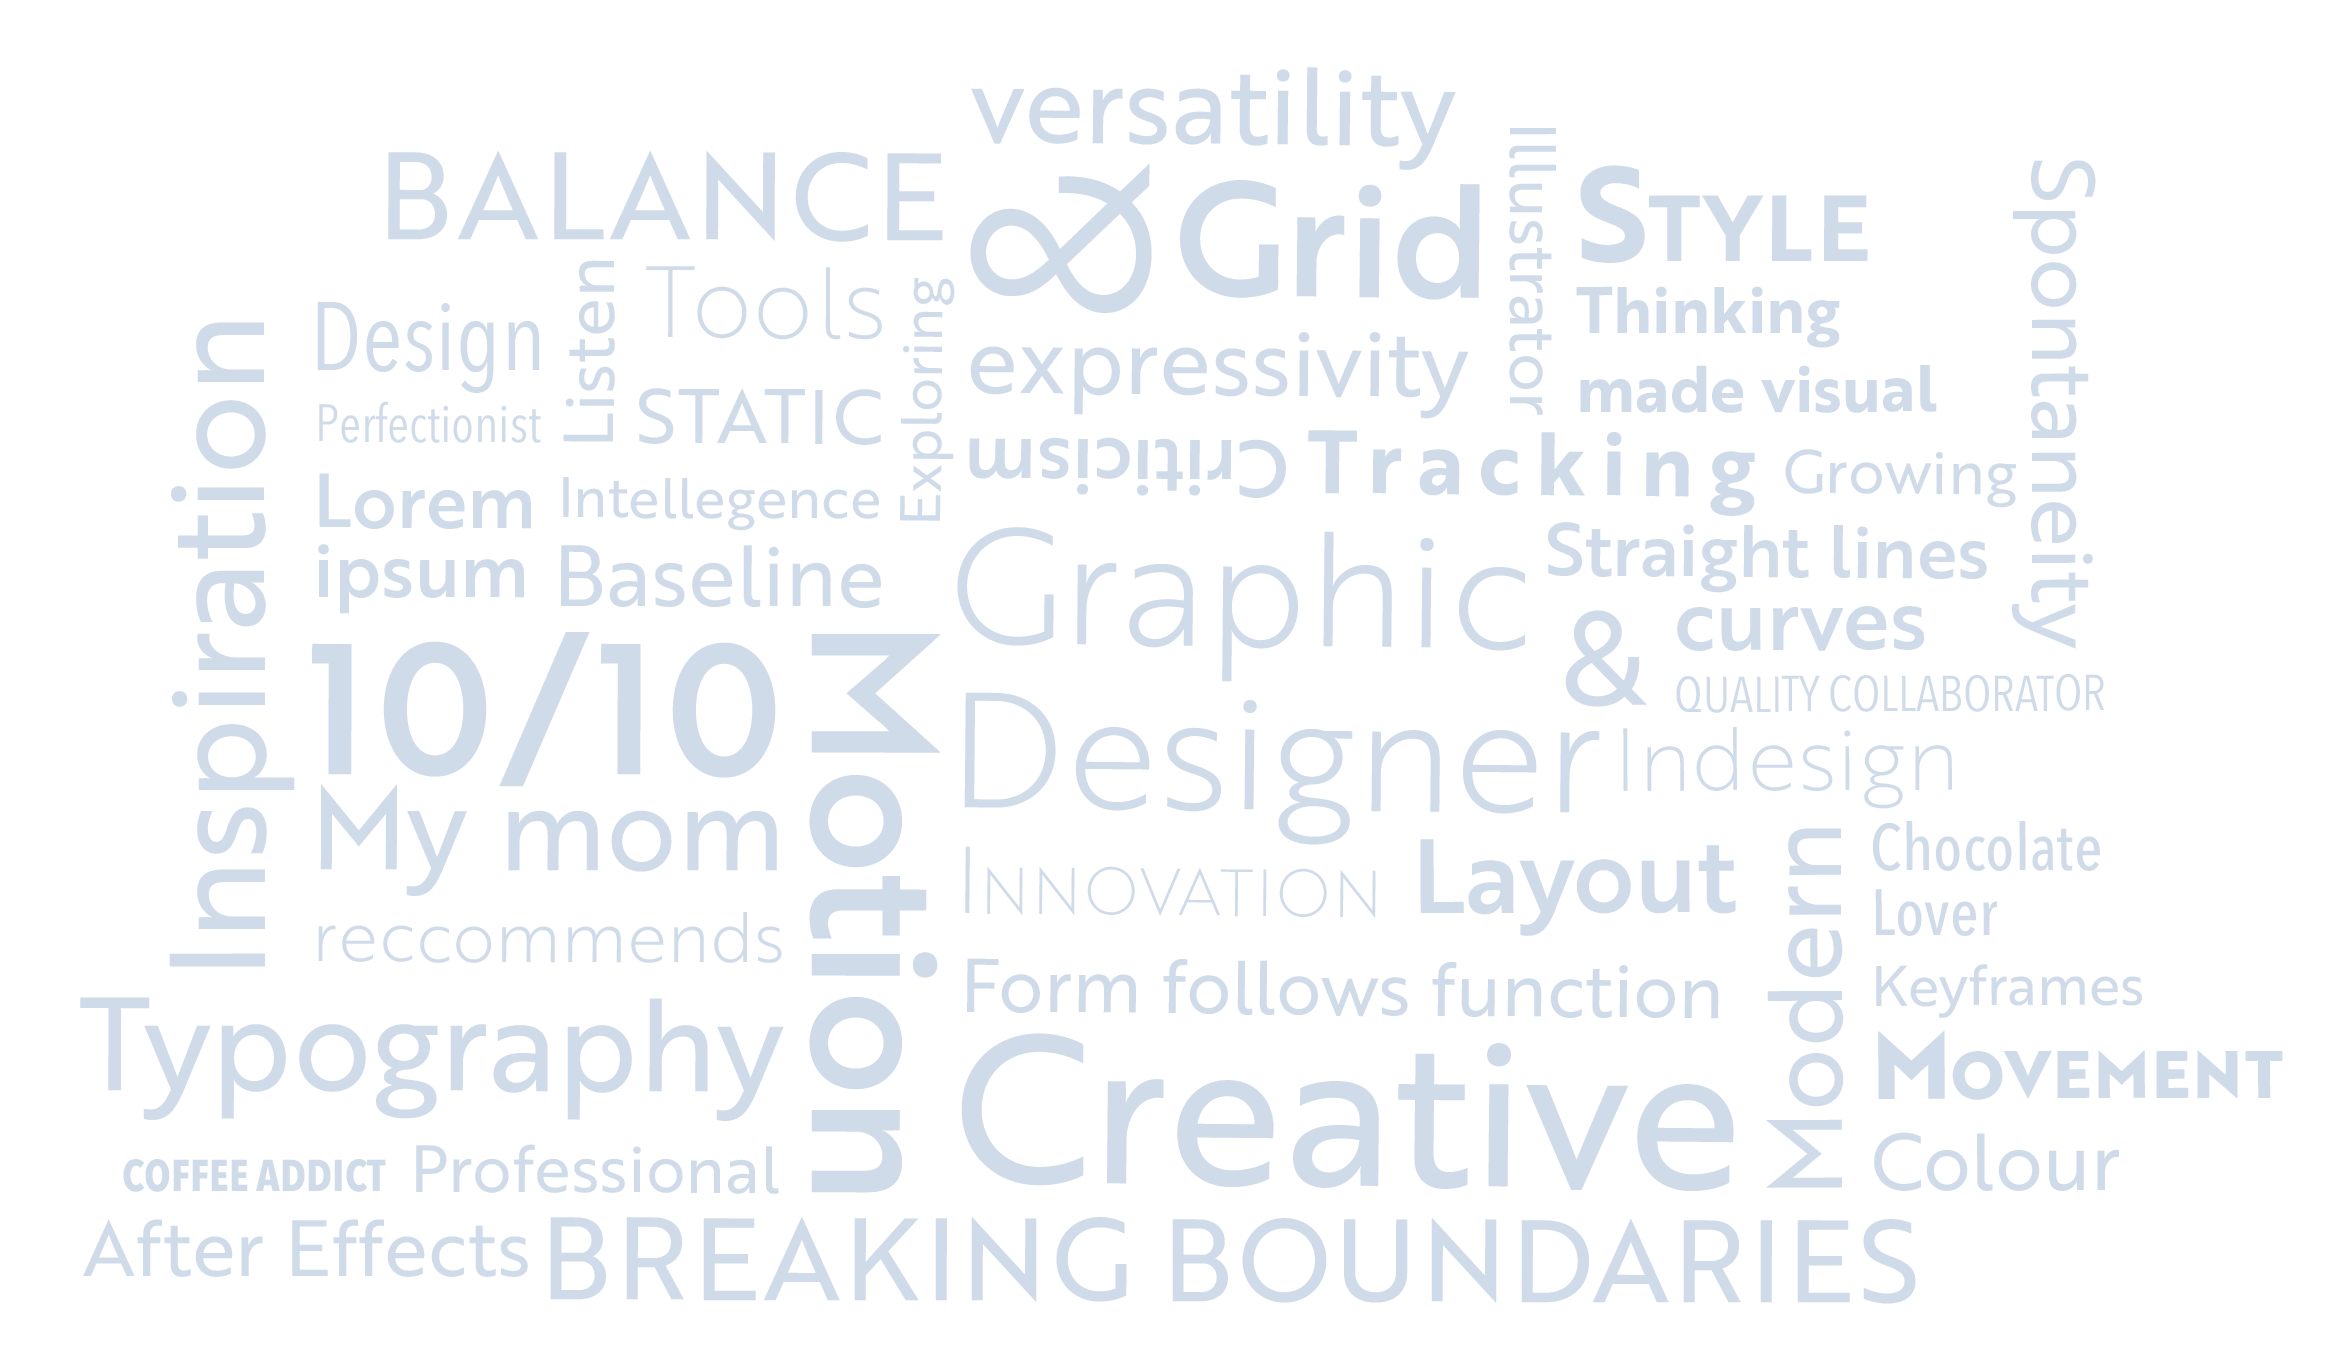 versatility
BALANCE
& Grid
Illustrator
STYLE
Spontaneity
Listen
Tools
Exploring
Design
Thinking
made visual
expressivity
Perfectionist
STATIC
Inspiration
criticism
Tracking
Growing
Lorem
ipsum
Intellegence
Baseline
Graphic
Designer
Straight lines
& curves
QUALITY COLLABORATOR
10/10
My mom
reccommends
Motion
Indesign
INNOVATION
Layout
Modern
Chocolate
Lover
Form follows function
Keyframes
Typography
Creative
MOVEMENT
COFFEE ADDICT
Professional
Colour
After Effects
BREAKING BOUNDARIES